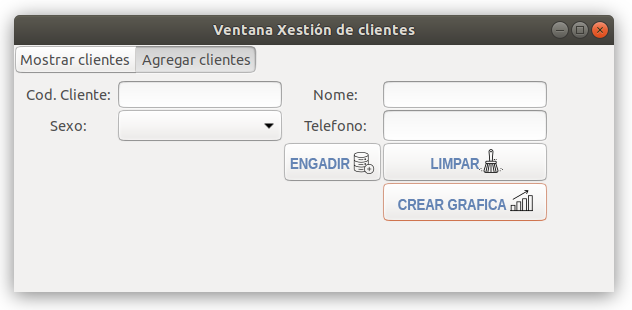 Ventana Xestión de clientes
Mostrar clientes Agregar clientes
Cod. Cliente: Nome:
Sexo: Telefono:
ENGADIR LIMPAR
CREAR GRAFICA